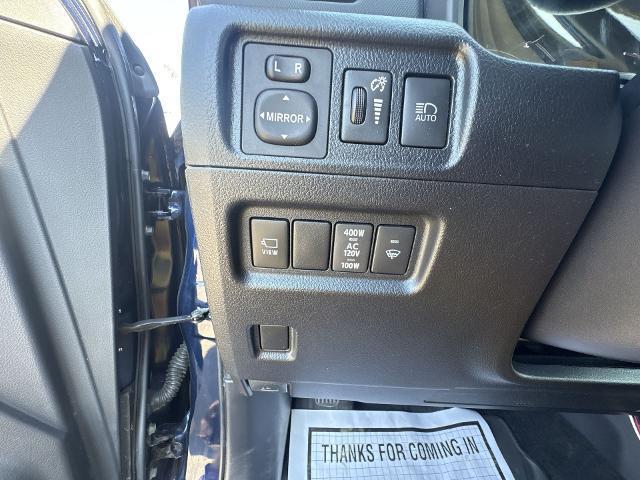 L R
MIRROR
AUTO
VIEW
400W
AC
120V
100W
THANKS FOR COMING IN